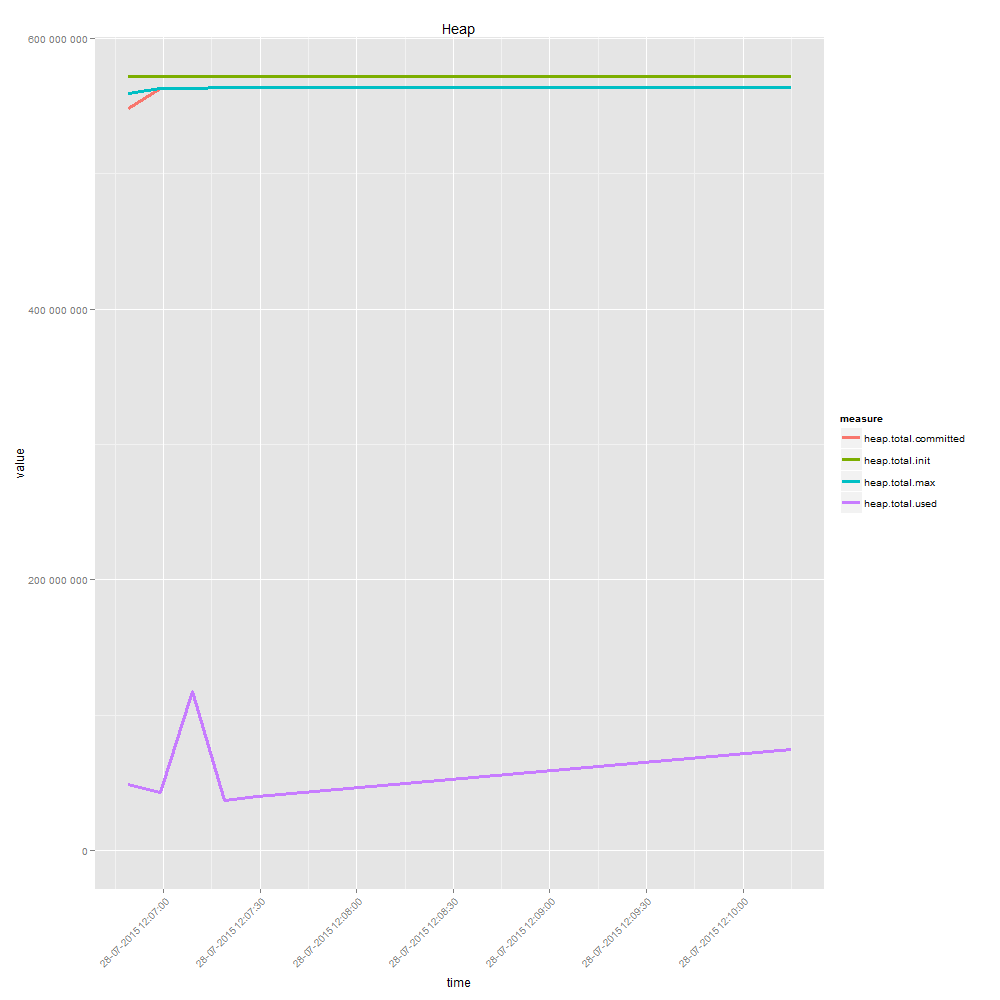 Heap
600 000 000
400 000 000
200 000 000
0
value
28-07-2015 12:07:00
28-07-2015 12:07:30
28-07-2015 12:08:00
28-07-2015 12:08:30
28-07-2015 12:09:00
28-07-2015 12:09:30
28-07-2015 12:10:00
time
measure
heap.total.committed
heap.total.init
heap.total.max
heap.total.used